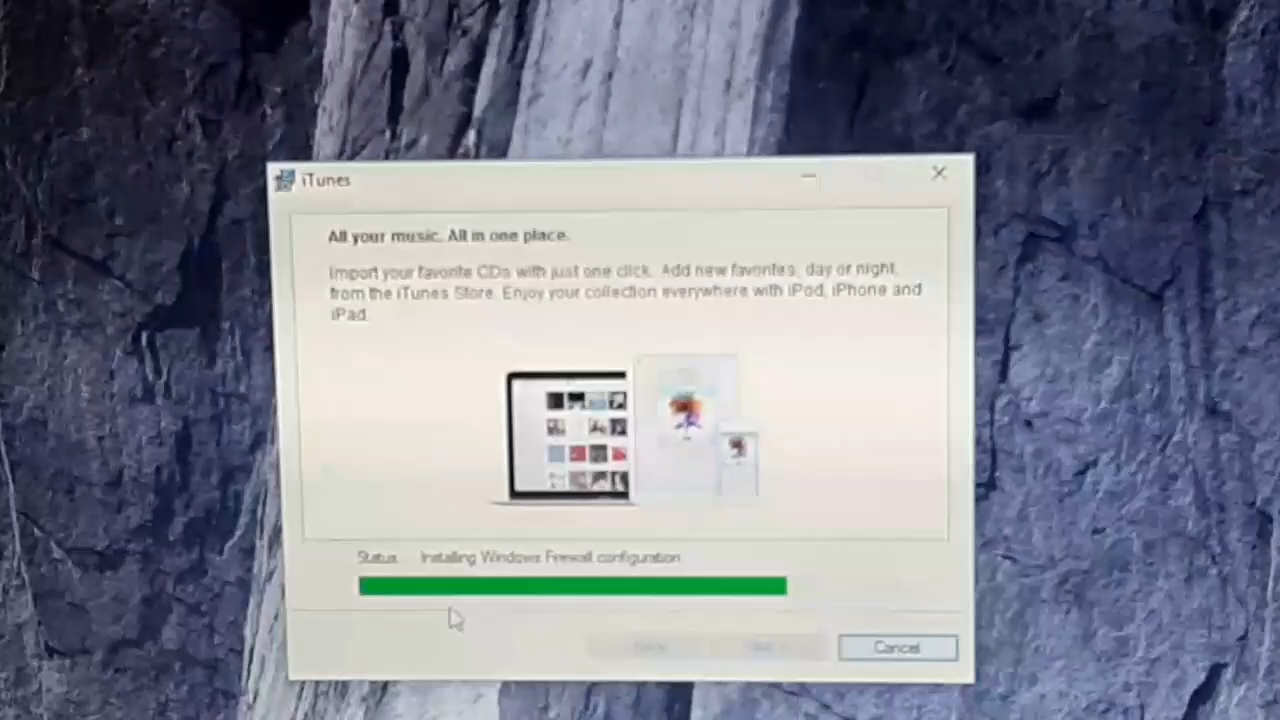 iTunes
All your music. All in one place.
Import your favorite CDs with just one click. Add new favorites, day or night,
from the iTunes Store. Enjoy your collection everywhere with iPod, iPhone and
iPad.
Status: Installing Windows Firewall configuration
Cancel